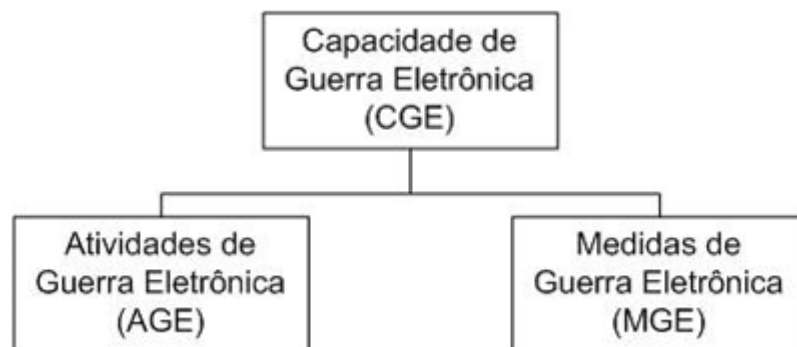 Capacidade de
Guerra Eletrônica
(CGE)
Atividades de
Guerra Eletrônica
(AGE)
Medidas de
Guerra Eletrônica
(MGE)